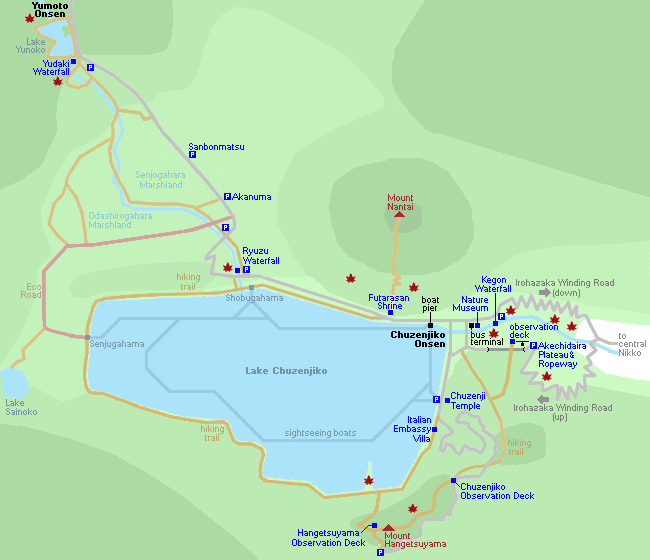 Yumoto
Onsen
Lake
Yunoko
Yudaki
Waterfall
P
Sanbonmatsu
P
Senjogahara
Marshland
P
Akanuma
Odashirogahara
Marshland
P
Mount
Nantai
Ryuzu
Waterfall
P
hiking
trail
Shobugahama
Eco
Road
Futarasan
Shrine
boat
pier
Kegon
Waterfall
Nature
Museum
P
Irohazaka Winding Road
(down)
Chuzenjiko
Onsen
bus
terminal
observation
deck
P
Akechidaira
Plateau &
Ropeway
to
central
Nikko
Senjugahama
Lake Chuzenjiko
Lake
Sainoko
P
Chuzenji
Temple
Irohazaka Winding Road
(up)
Italian
Embassy
Villa
hiking
trail
sightseeing boats
hiking
trail
Chuzenjiko
Observation Deck
Hangetsuyama
Observation Deck
Mount
Hangetsuyama
P